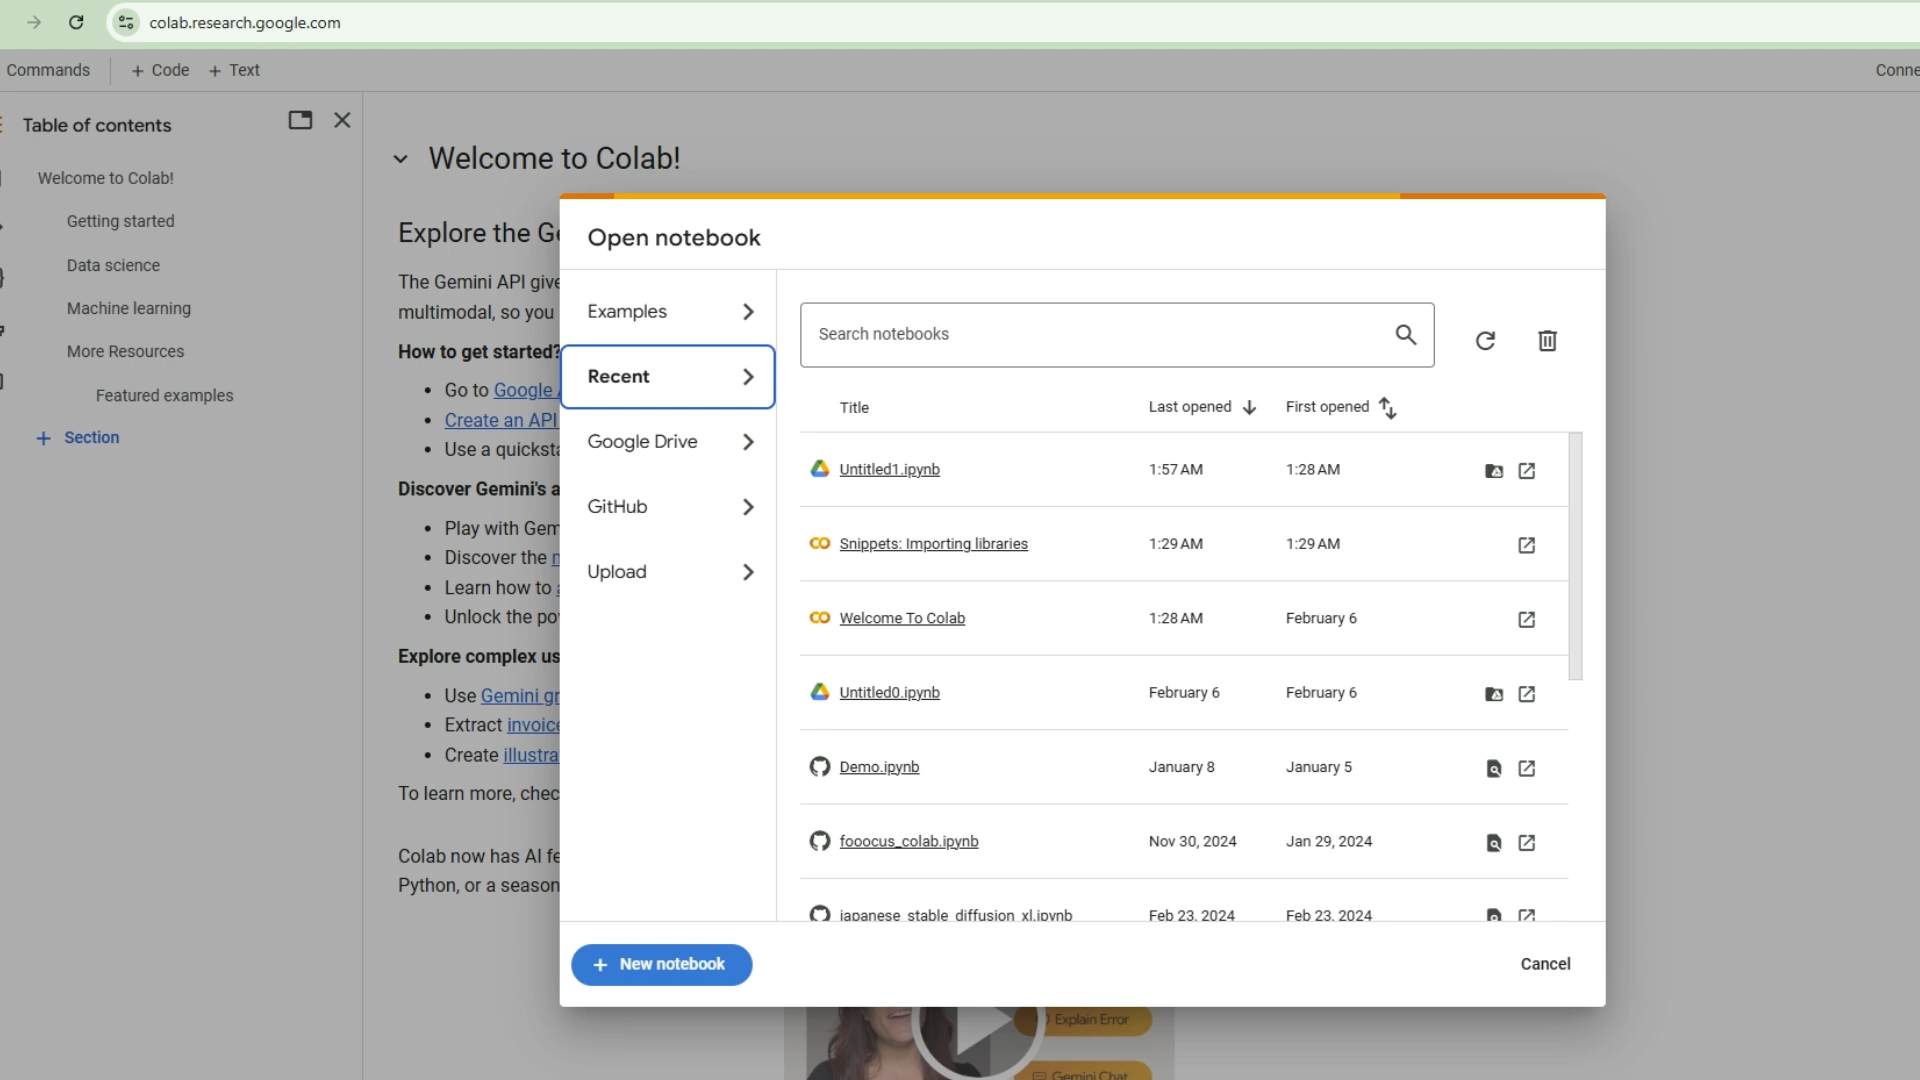 colab.research.google.com
Commands
+ Code + Text
Conne
Table of contents
Welcome to Colab!
Getting started
Data science
Machine learning
More Resources
Featured examples
+ Section
Welcome to Colab!
Explore the Ge
The Gemini API give
multimodal, so you
How to get started?
• Go to Google A
• Create an API
• Use a quicksta
Discover Gemini's a
• Play with Gem
• Discover the m
• Learn how to a
• Unlock the po
Explore complex us
• Use Gemini gr
• Extract invoice
• Create illustra
To learn more, chec
Colab now has AI fe
Python, or a season
Open notebook
Examples
Recent
Google Drive
GitHub
Upload
Search notebooks
Title Last opened First opened
Untitled1.ipynb 1:57 AM 1:28 AM
Snippets: Importing libraries 1:29 AM 1:29 AM
Welcome To Colab 1:28 AM February 6
Untitled0.ipynb February 6 February 6
Demo.ipynb January 8 January 5
fooocus_colab.ipynb Nov 30, 2024 Jan 29, 2024
japanese_stable_diffusion_xl.ipynb Feb 23, 2024 Feb 23, 2024
+ New notebook
Cancel
Explain Error
Gemini Chat